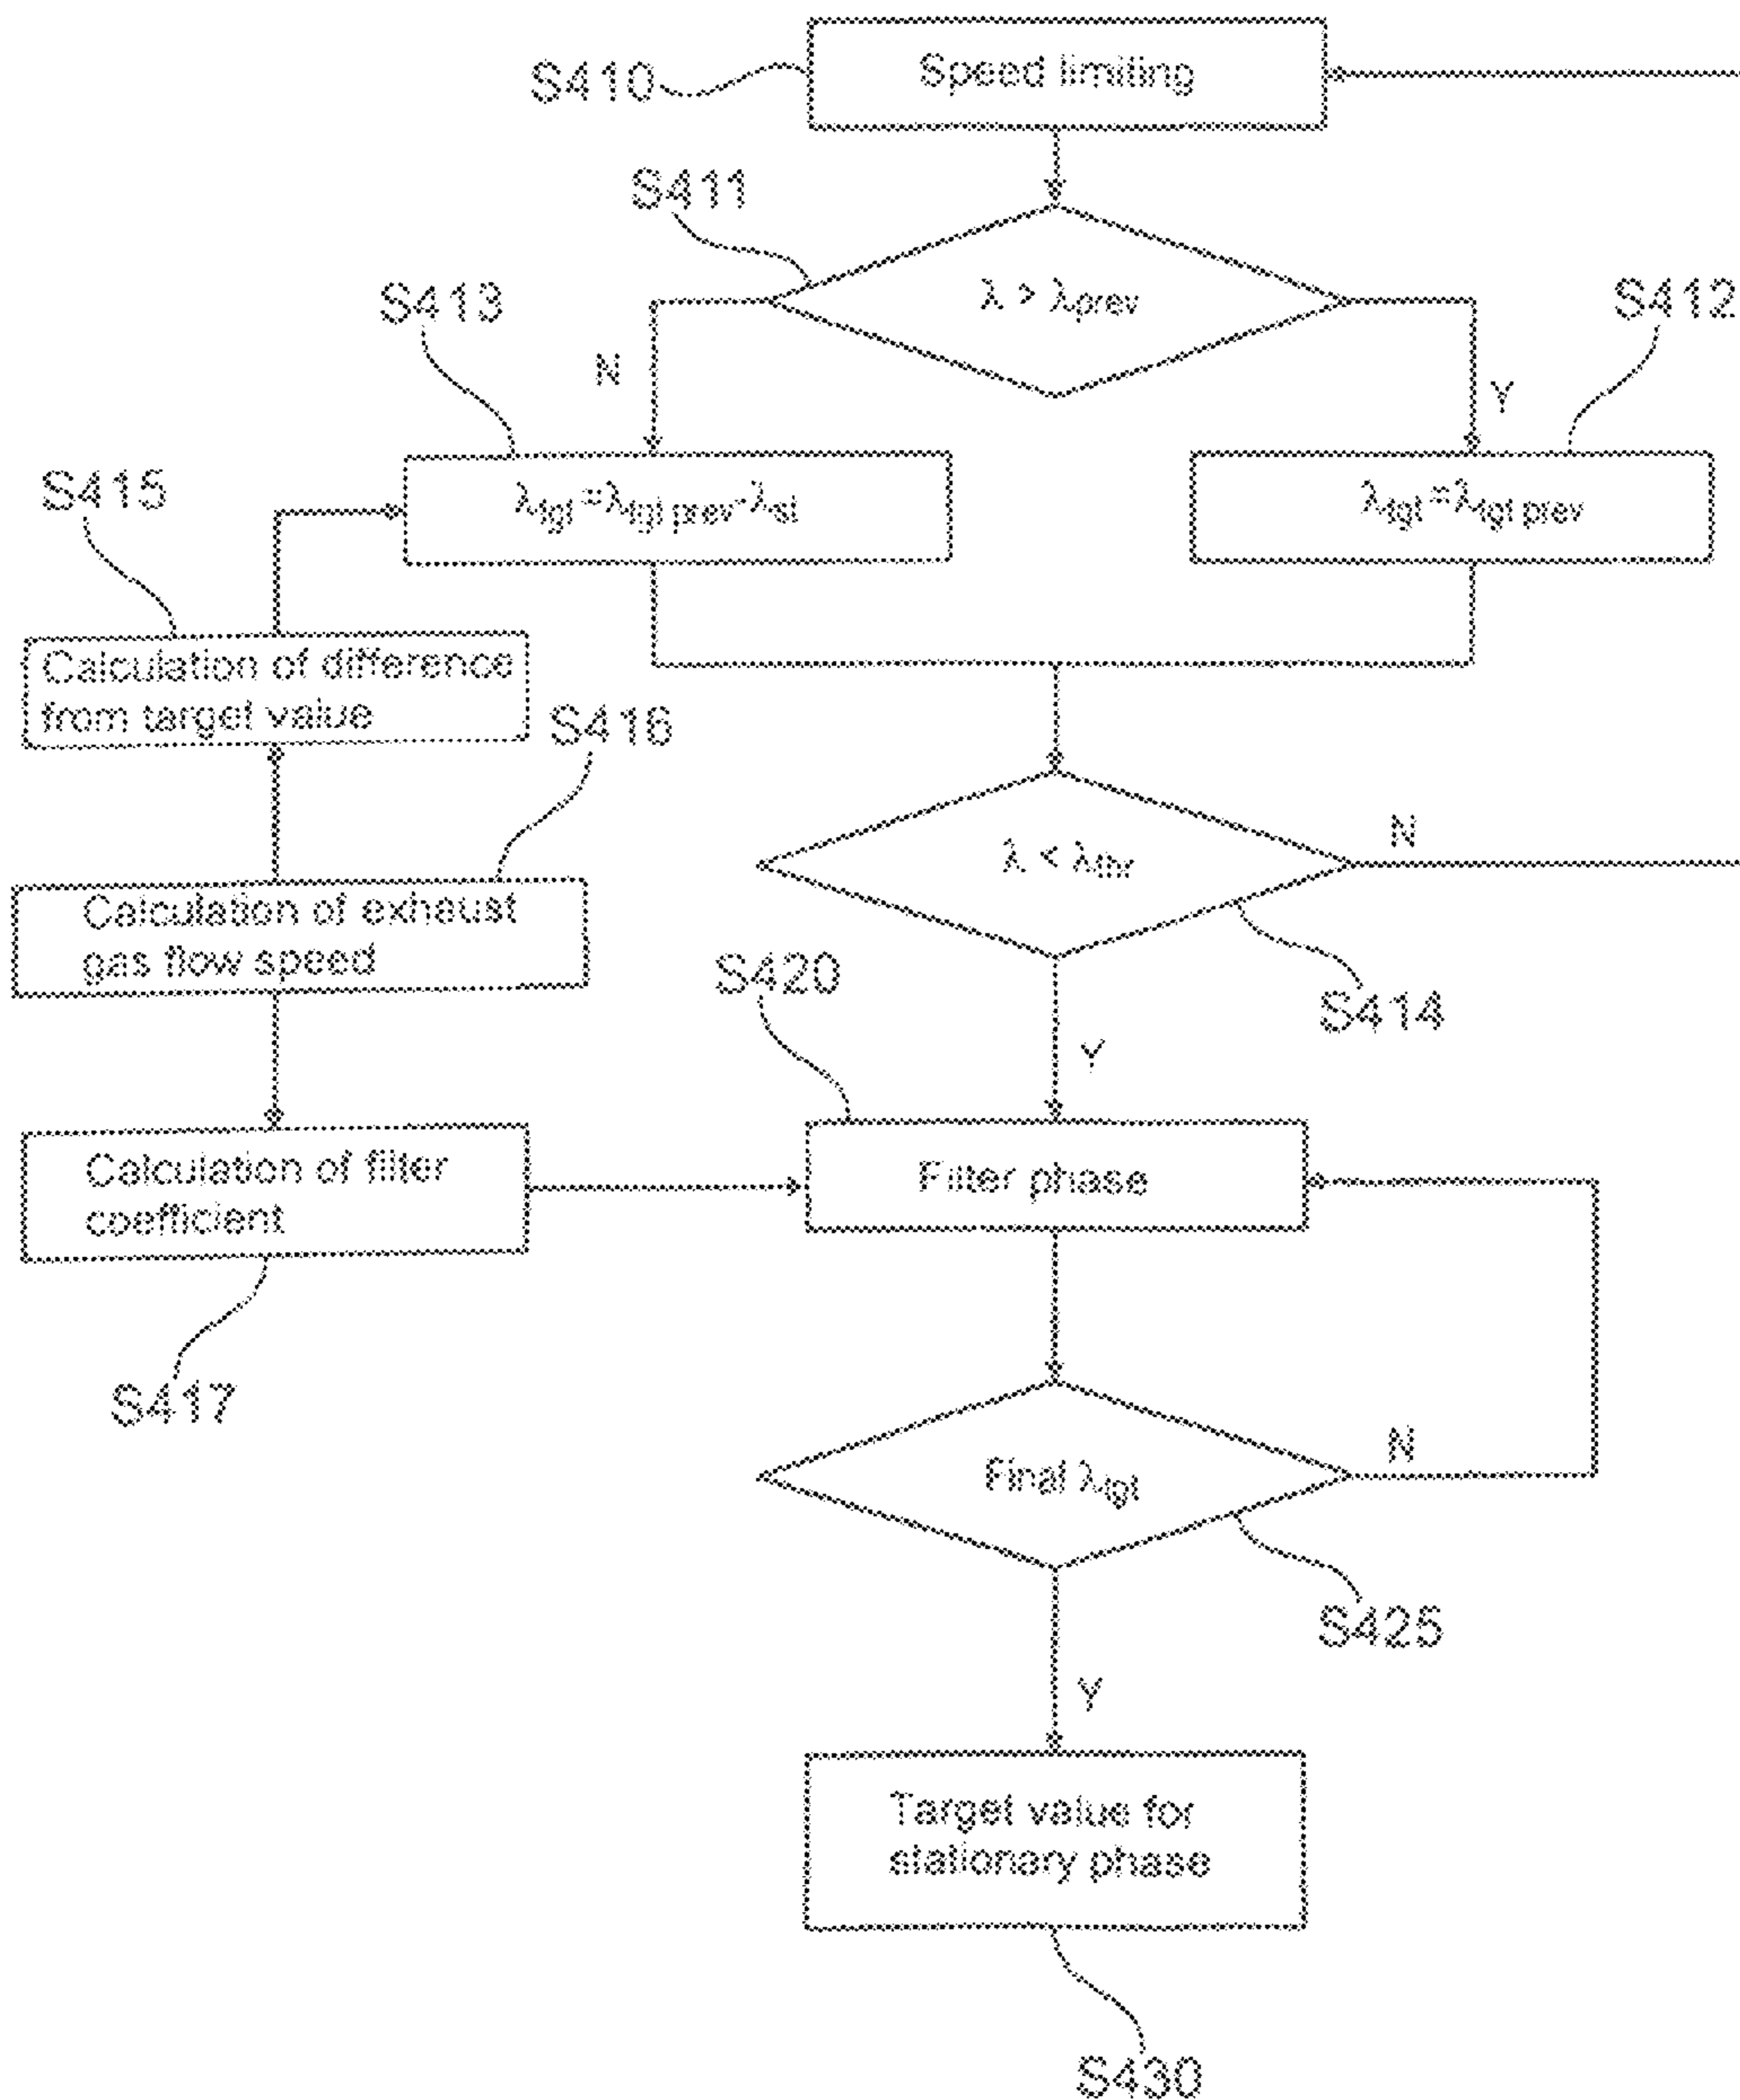 S410
Speed limiting
S411
λ > λprev
S413
S412
N
Y
λtgt=λtgt prev-λst
λtgt=λtgt prev
S415
Calculation of difference
from target value
S416
λ < λthr
N
Calculation of exhaust
gas flow speed
S420
S414
Y
Calculation of filter
coefficient
Filter phase
S417
Final λtgt
N
S425
Y
Target value for
stationary phase
S430